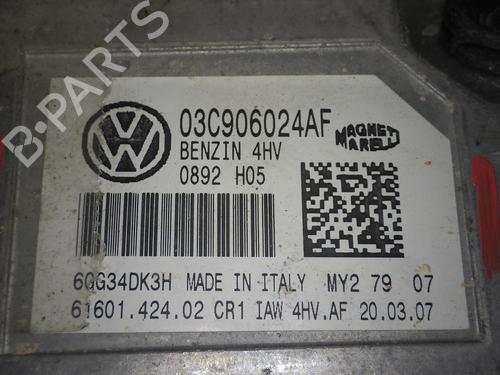 B-PARTS
03C906024AF
MAGNETI
MARELLI
BENZIN 4HV
0892 H05
6QG34DK3H MADE IN ITALY MY2 79 07
61601.424.02 CR1 IAW 4HV.AF 20.03.07